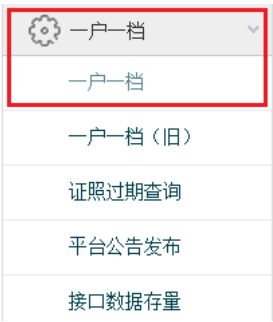 一户一档
一户一档
一户一档（旧）
证照过期查询
平台公告发布
接口数据存量